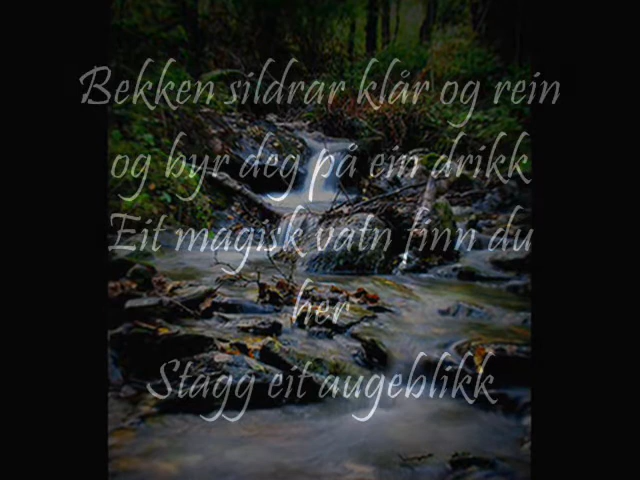 Bekken sildrar klår og rein
og byr deg på ein drikk
Eit magisk vatn finn du
her
Stagg eit augeblikk